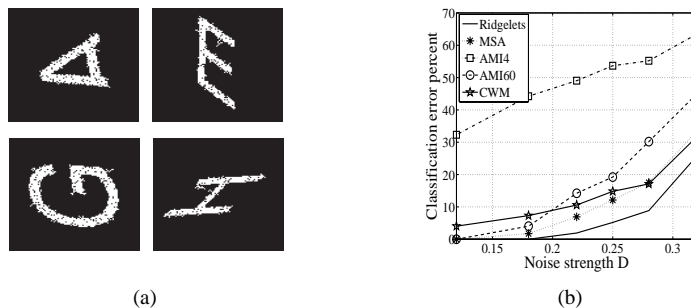 Classification error percent
70
60
50
40
30
20
10
0
Ridgelets
MSA
AMI4
AMI60
CWM
0.15
0.2
0.25
0.3
Noise strength D
(a)
(b)